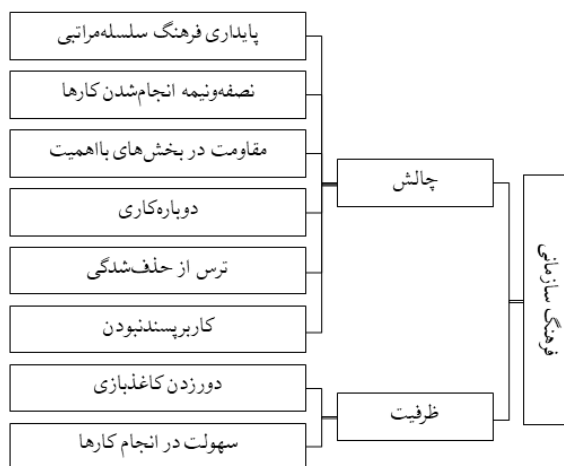 فرهنگ سازمانی
چالش
پایداری فرهنگ سلسله‌مراتبی
نصفه‌ونیمه انجام‌شدن کارها
مقاومت در بخش‌های بااهمیت
دوباره‌کاری
ترس از حذف‌شدگی
کاربرپسندنبودن
ظرفیت
دورزدن کاغذبازی
سهولت در انجام کارها